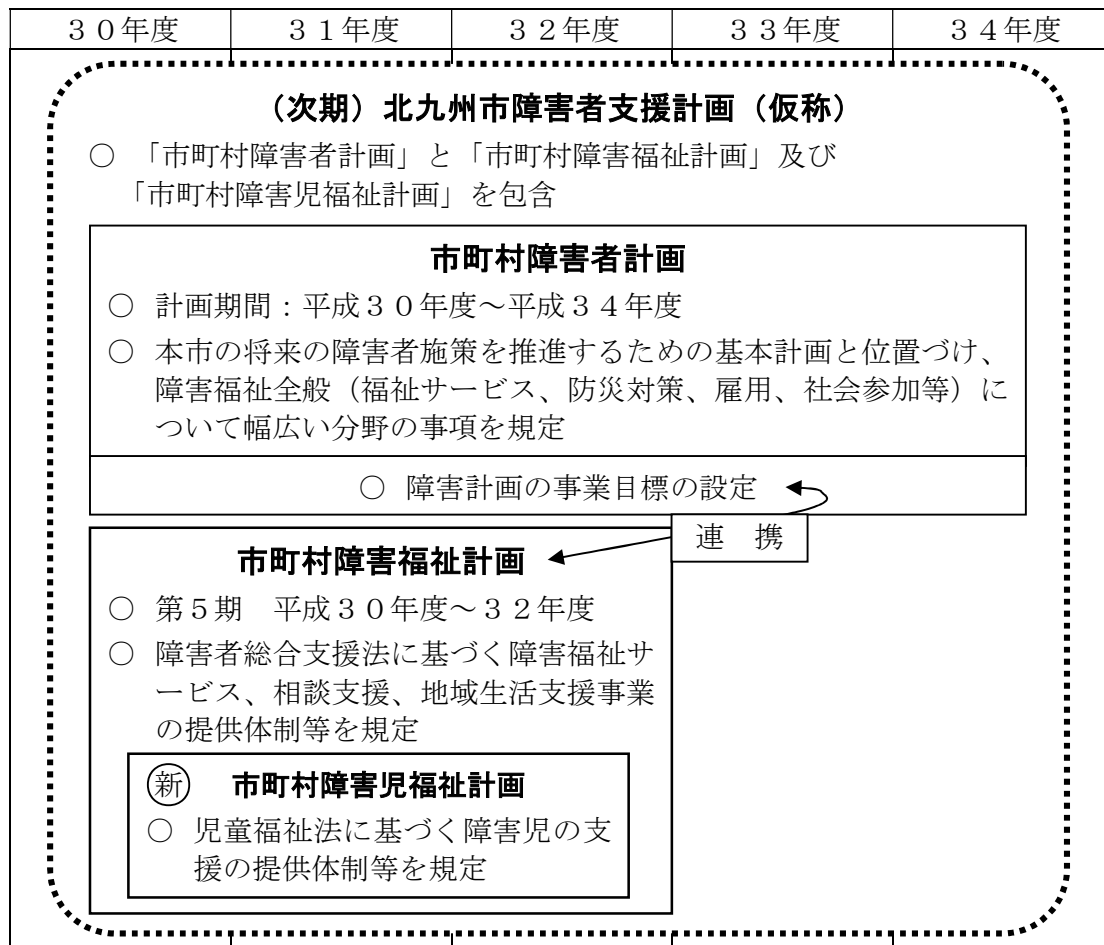 ３０年度 ３１年度 ３２年度 ３３年度 ３４年度
（次期）北九州市障害者支援計画（仮称）
○ 「市町村障害者計画」と「市町村障害福祉計画」及び
「市町村障害児福祉計画」を包含
市町村障害者計画
○ 計画期間：平成３０年度～平成３４年度
○ 本市の将来の障害者施策を推進するための基本計画と位置づけ、
障害福祉全般（福祉サービス、防災対策、雇用、社会参加等）に
ついて幅広い分野の事項を規定
○ 障害計画の事業目標の設定
連 携
市町村障害福祉計画
○ 第５期 平成３０年度～３２年度
○ 障害者総合支援法に基づく障害福祉サ
ービス、相談支援、地域生活支援事業
の提供体制等を規定
新 市町村障害児福祉計画
○ 児童福祉法に基づく障害児の支
援の提供体制等を規定